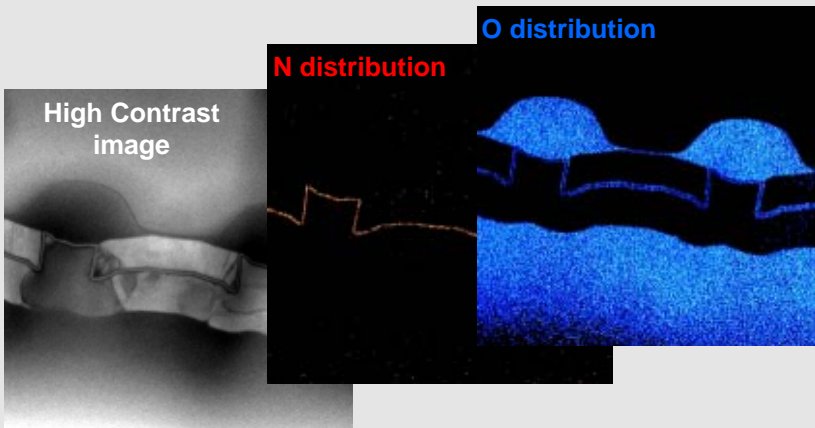 High Contrast
image
N distribution
O distribution